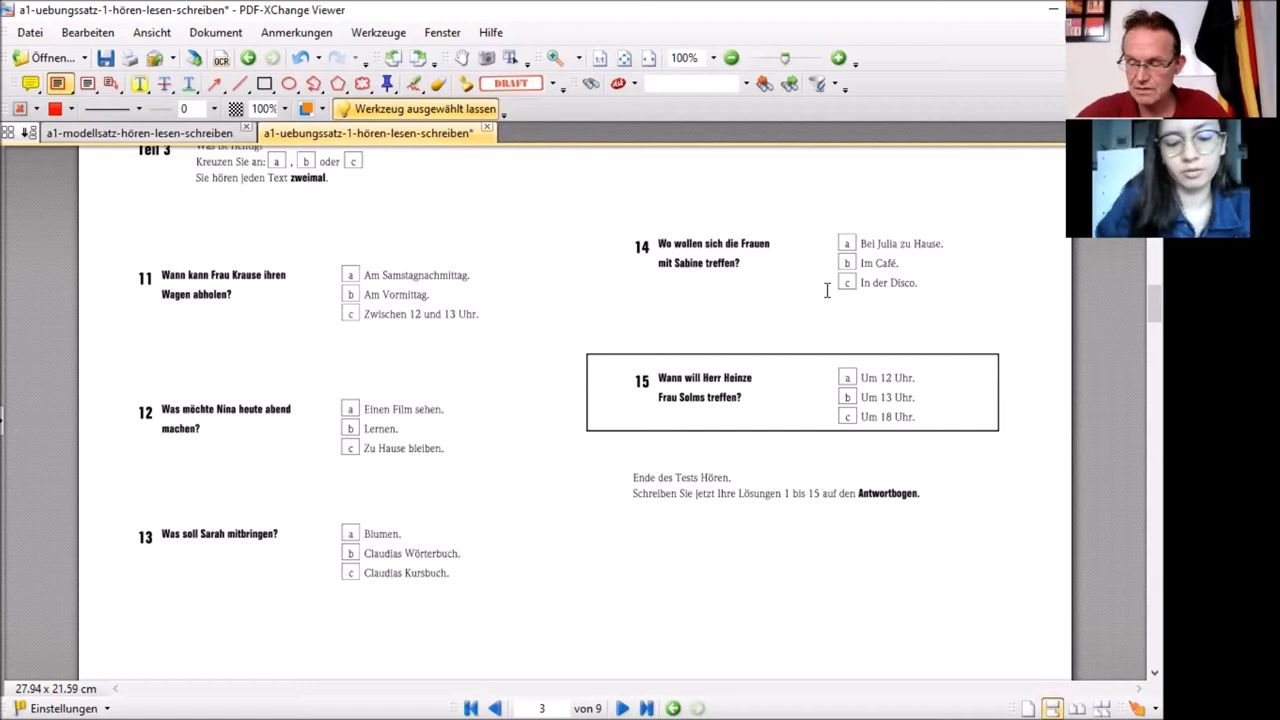 a1-uebungssatz-1-hören-lesen-schreiben* - PDF-XChange Viewer
Datei Bearbeiten Ansicht Dokument Anmerkungen Werkzeuge Fenster Hilfe
Öffnen... OCR 1:1 100%
DRAFT
0 100% Werkzeug ausgewählt lassen
a1-modellsatz-hören-lesen-schreiben a1-uebungssatz-1-hören-lesen-schreiben*
Teil 3 Was ist richtig?
Kreuzen Sie an: a , b oder c
Sie hören jeden Text zweimal.
11 Wann kann Frau Krause ihren Wagen abholen?
a Am Samstagnachmittag.
b Am Vormittag.
c Zwischen 12 und 13 Uhr.
12 Was möchte Nina heute abend machen?
a Einen Film sehen.
b Lernen.
c Zu Hause bleiben.
13 Was soll Sarah mitbringen?
a Blumen.
b Claudias Wörterbuch.
c Claudias Kursbuch.
14 Wo wollen sich die Frauen mit Sabine treffen?
a Bei Julia zu Hause.
b Im Café.
c In der Disco.
15 Wann will Herr Heinze Frau Solms treffen?
a Um 12 Uhr.
b Um 13 Uhr.
c Um 18 Uhr.
Ende des Tests Hören.
Schreiben Sie jetzt Ihre Lösungen 1 bis 15 auf den Antwortbogen.
27.94 x 21.59 cm
Einstellungen 3 von 9